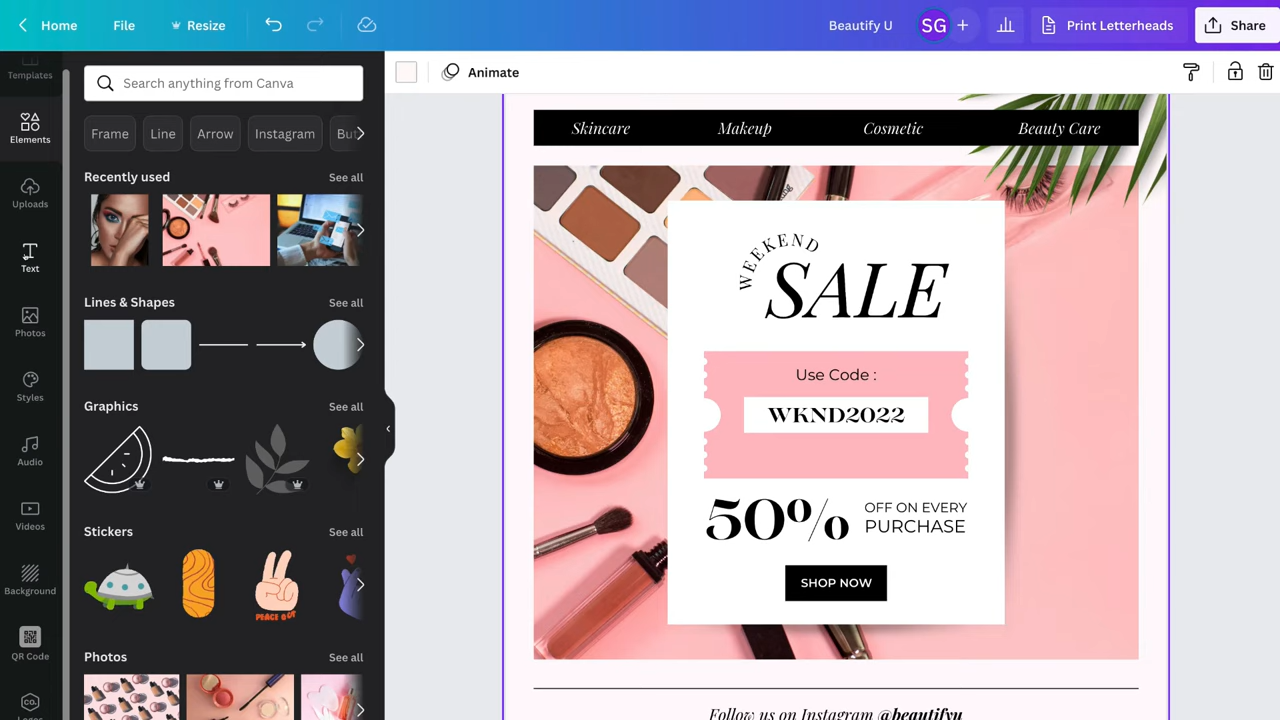 Home File Resize Beautify U SG + Print Letterheads Share
Templates
Elements
Uploads
Text
Photos
Styles
Audio
Videos
Background
QR Code
Logos
Search anything from Canva
Frame Line Arrow Instagram But
Recently used See all
Lines & Shapes See all
Graphics See all
Stickers See all
PEACE OUT
Photos See all
Animate
Skincare Makeup Cosmetic Beauty Care
WEEKEND
SALE
Use Code :
WKND2022
50% OFF ON EVERY
PURCHASE
SHOP NOW
Follow us on Instagram @beautifyu